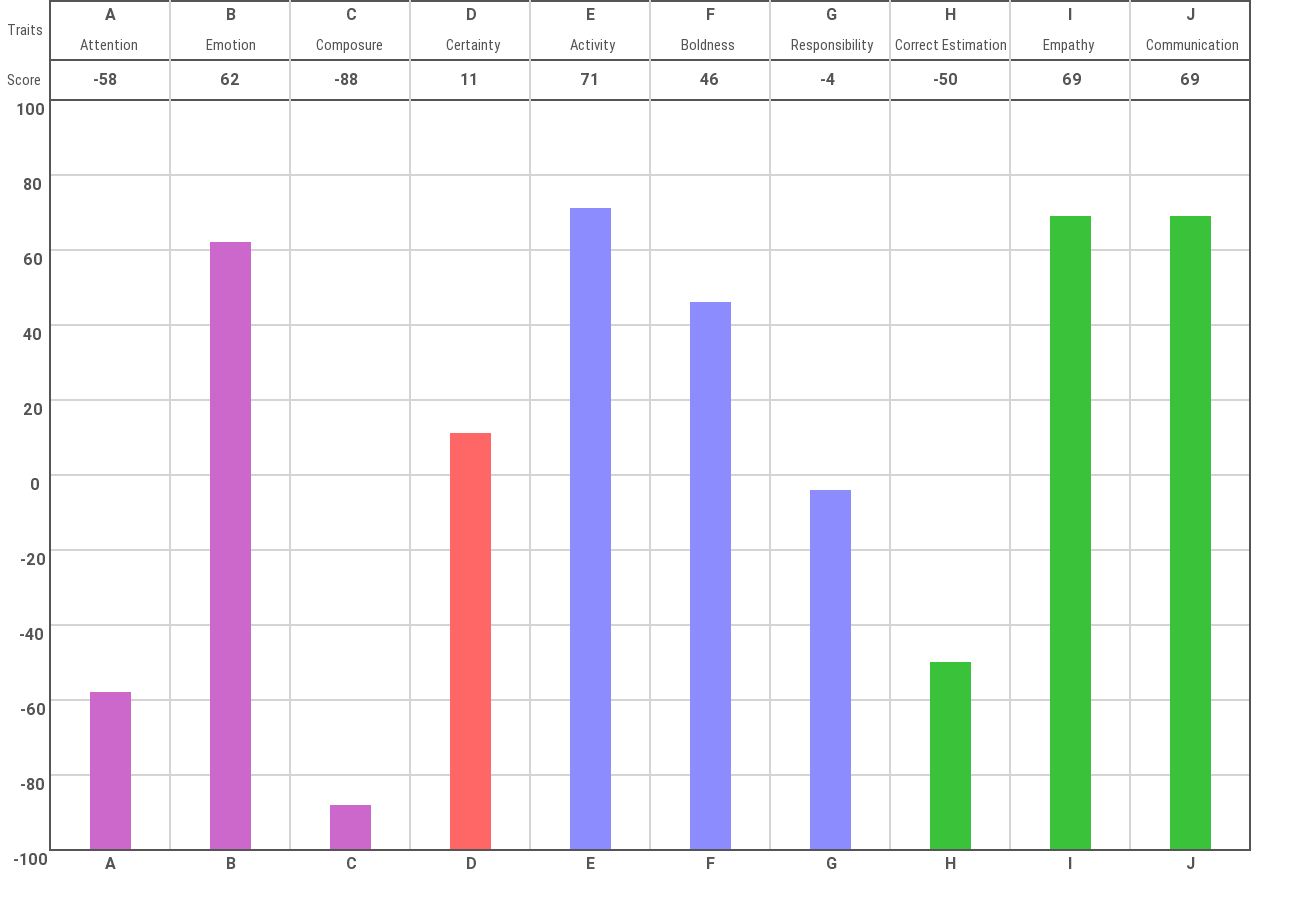 A B C D E F G H I J
Traits
Attention Emotion Composure Certainty Activity Boldness Responsibility Correct Estimation Empathy Communication
Score -58 62 -88 11 71 46 -4 -50 69 69
100
80
60
40
20
0
-20
-40
-60
-80
-100
A B C D E F G H I J